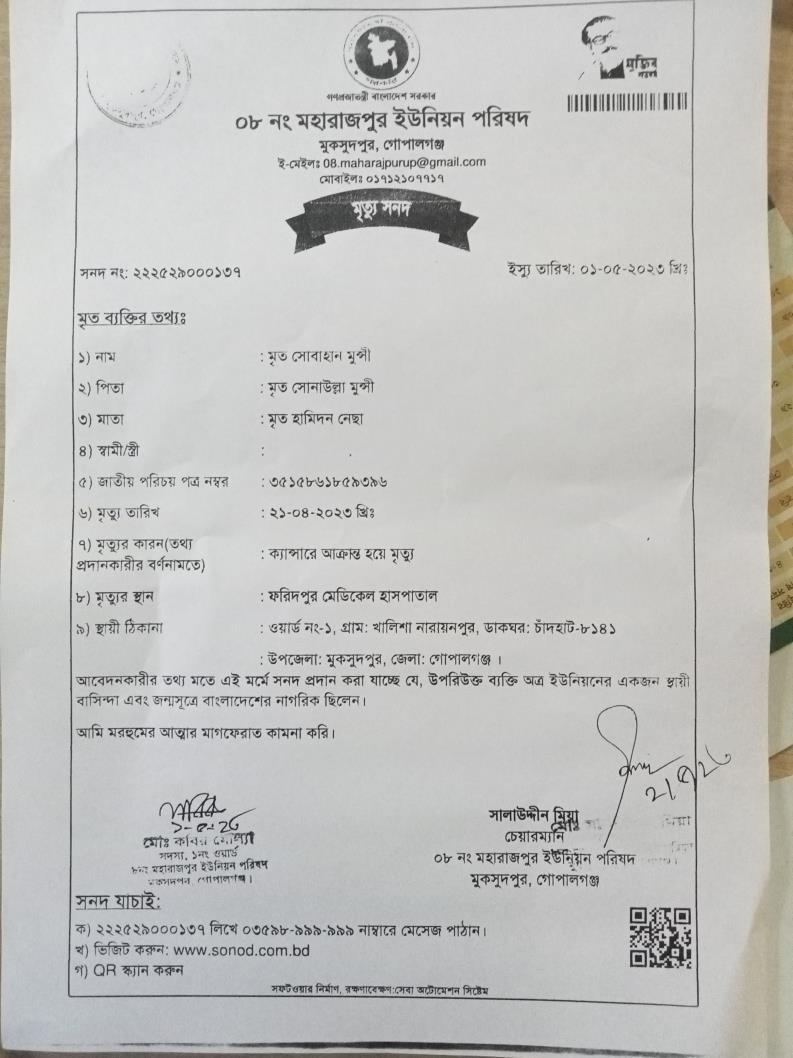 মুজিব
গণপ্রজাতন্ত্রী বাংলাদেশ সরকার
০৮ নং মহারাজপুর ইউনিয়ন পরিষদ
মুকসুদপুর, গোপালগঞ্জ
ই-মেইলঃ 08.maharajpurup@gmail.com
মোবাইলঃ ০১৭১২১০৭৭১৭
মৃত্যু সনদ
সনদ নং: ২২২৫২৯০০০১৩৭
ইস্যু তারিখ: ০১-০৫-২০২৩ খ্রিঃ
মৃত ব্যক্তির তথ্যঃ
১) নাম : মৃত সোবাহান মুন্সী
২) পিতা : মৃত সোনাউল্লা মুন্সী
৩) মাতা : মৃত হামিদন নেছা
৪) স্বামী/স্ত্রী :
৫) জাতীয় পরিচয় পত্র নম্বর : ৩৫১৫৮৬১৮৫৯৩৯৬
৬) মৃত্যু তারিখ : ২১-০৪-২০২৩ খ্রিঃ
৭) মৃত্যুর কারন(তথ্য
প্রদানকারীর বর্ণনামতে) : ক্যান্সারে আক্রান্ত হয়ে মৃত্যু
৮) মৃত্যুর স্থান : ফরিদপুর মেডিকেল হাসপাতাল
৯) স্থায়ী ঠিকানা : ওয়ার্ড নং-১, গ্রাম: খালিশা নারায়নপুর, ডাকঘর: চাঁদহাট-৮১৪১
: উপজেলা: মুকসুদপুর, জেলা: গোপালগঞ্জ ।
আবেদনকারীর তথ্য মতে এই মর্মে সনদ প্রদান করা যাচ্ছে যে, উপরিউক্ত ব্যক্তি অত্র ইউনিয়নের একজন স্থায়ী
বাসিন্দা এবং জন্মসূত্রে বাংলাদেশের নাগরিক ছিলেন।
আমি মরহুমের আত্মার মাগফেরাত কামনা করি।
মোঃ কবির মোল্যা
সদস্য, ১নং ওয়ার্ড
৮নং মহারাজপুর ইউনিয়ন পরিষদ
মুকসুদপুর, গোপালগঞ্জ।
সালাউদ্দীন মিয়া
চেয়ারম্যান
০৮ নং মহারাজপুর ইউনিয়ন পরিষদ
মুকসুদপুর, গোপালগঞ্জ
সনদ যাচাই:
ক) ২২২৫২৯০০০১৩৭ লিখে ০৩৫৯৮-৯৯৯-৯৯৯ নাম্বারে মেসেজ পাঠান।
খ) ভিজিট করুন: www.sonod.com.bd
গ) QR স্ক্যান করুন
সফটওয়ার নির্মাণ, রক্ষণাবেক্ষণ:সেবা অটোমেশন সিষ্টেম